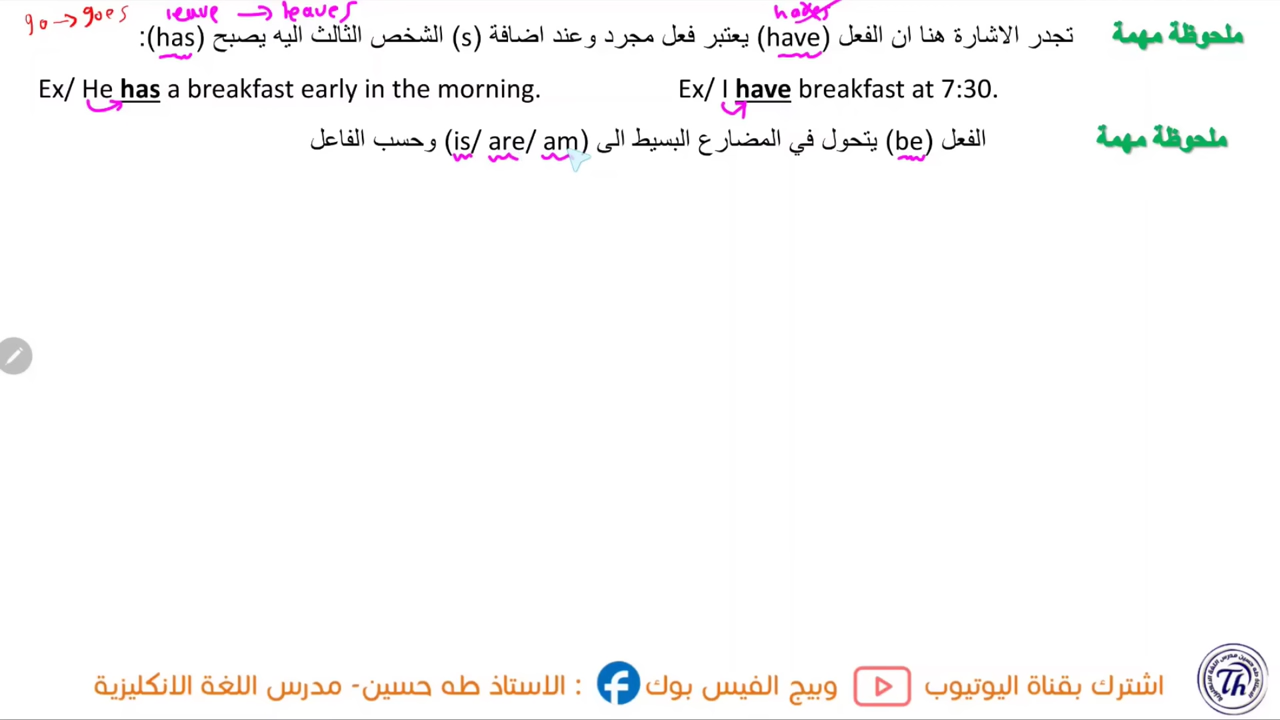 go → goes leave → leaves haves
ملحوظة مهمة تجدر الاشارة هنا ان الفعل (have) يعتبر فعل مجرد وعند اضافة (s) الشخص الثالث اليه يصبح (has):
Ex/ He has a breakfast early in the morning. Ex/ I have breakfast at 7:30.
ملحوظة مهمة الفعل (be) يتحول في المضارع البسيط الى (is/ are/ am) وحسب الفاعل
اشترك بقناة اليوتيوب وبيج الفيس بوك : الاستاذ طه حسين- مدرس اللغة الانكليزية
Th